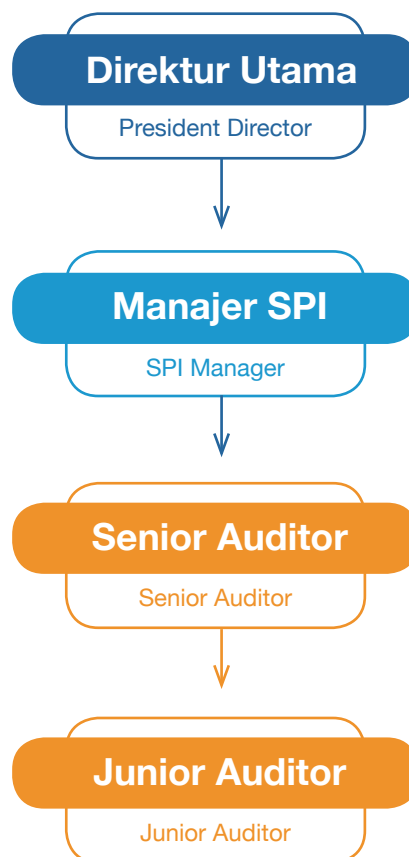 Direktur Utama
President Director
Manajer SPI
SPI Manager
Senior Auditor
Senior Auditor
Junior Auditor
Junior Auditor